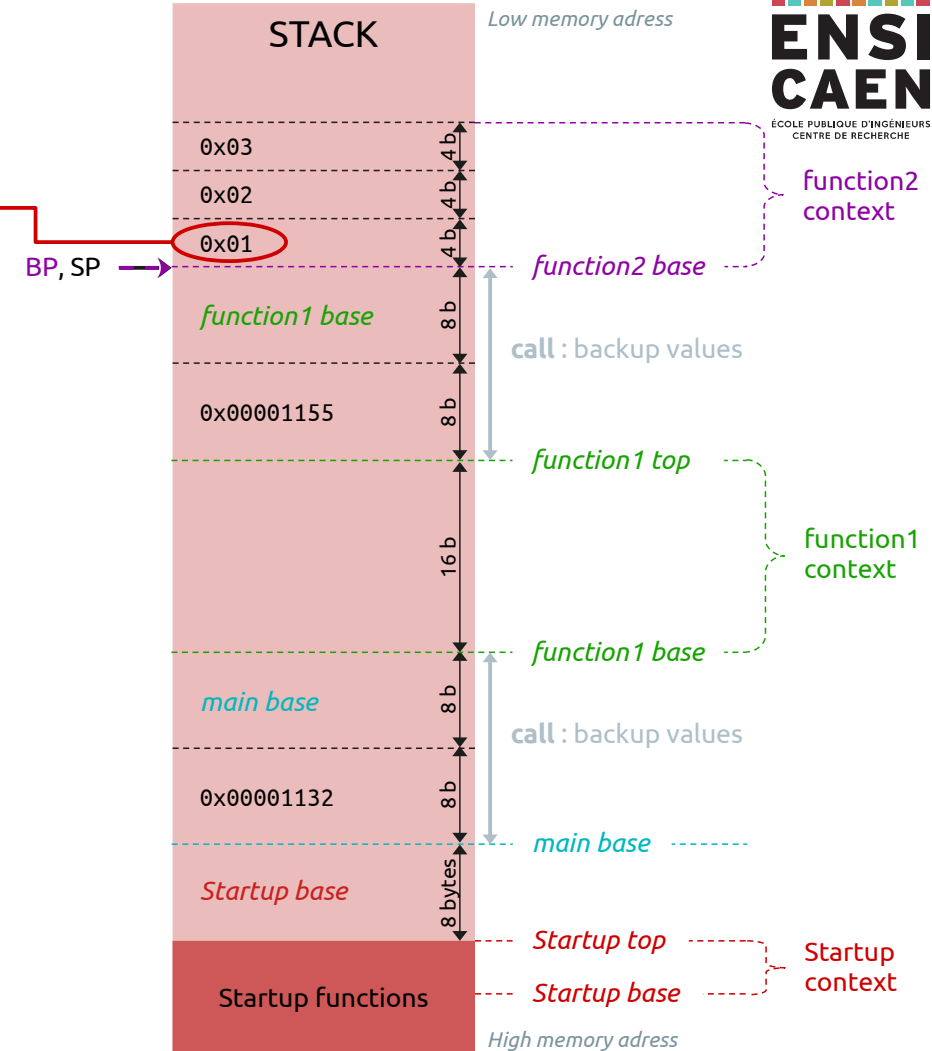 STACK
Low memory adress
ENSI
CAEN
ÉCOLE PUBLIQUE D'INGÉNIEURS
CENTRE DE RECHERCHE
0x03
4 b
function2
context
0x02
4 b
0x01
4 b
BP, SP
function2 base
function1 base
8 b
call : backup values
0x00001155
8 b
function1 top
16 b
function1
context
function1 base
main base
8 b
call : backup values
0x00001132
8 b
main base
Startup base
8 bytes
Startup top
Startup
context
Startup functions
Startup base
High memory adress